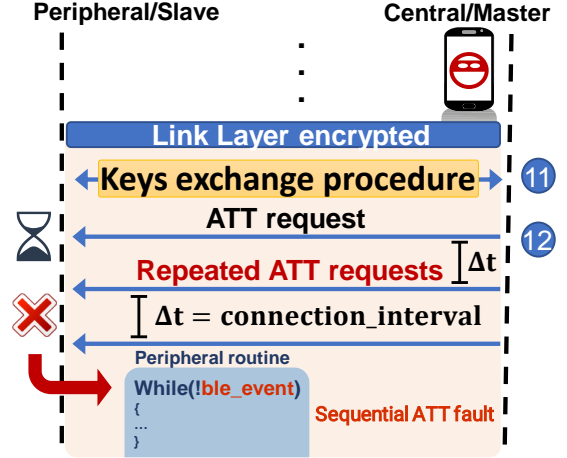 Peripheral/Slave Central/Master
.
.
.
Link Layer encrypted
Keys exchange procedure 11
ATT request 12
Repeated ATT requests Δt
Δt = connection_interval
Peripheral routine
While(!ble_event)
{
...
}
Sequential ATT fault